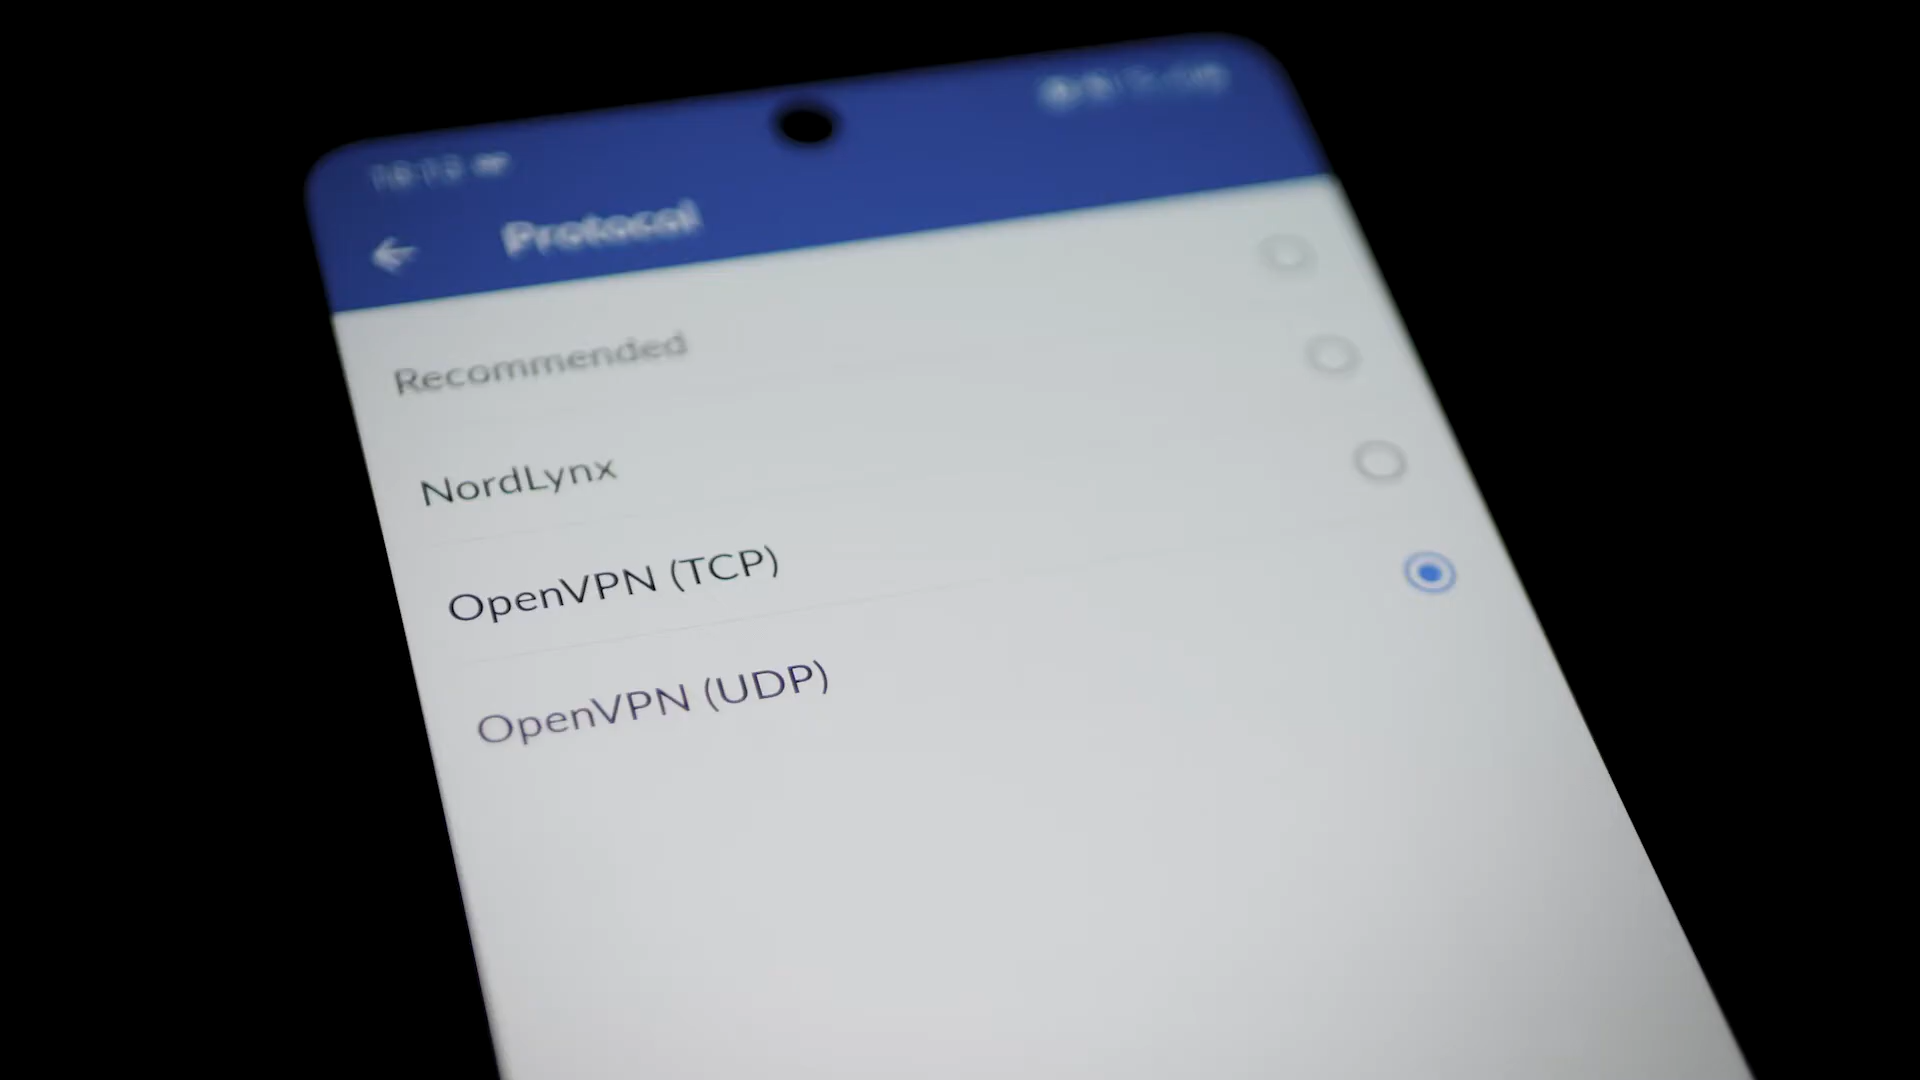 Protocol
Recommended
NordLynx
OpenVPN (TCP)
OpenVPN (UDP)